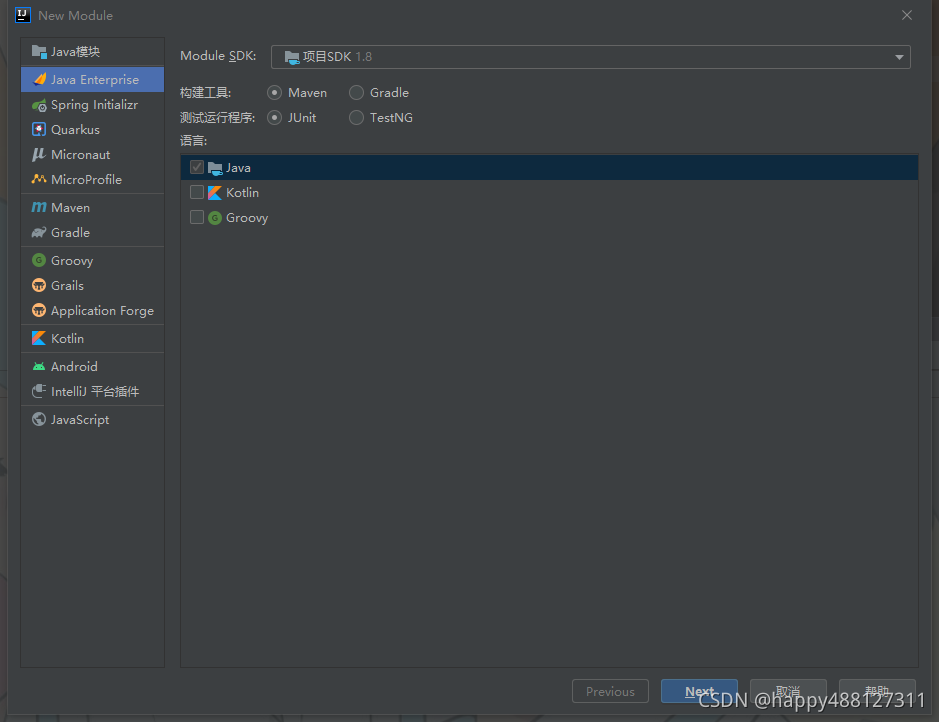 New Module
Java模块
Java Enterprise
Spring Initializr
Quarkus
Micronaut
MicroProfile
Maven
Gradle
Groovy
Grails
Application Forge
Kotlin
Android
IntelliJ 平台插件
JavaScript
Module SDK: 项目SDK 1.8
构建工具: Maven Gradle
测试运行程序: JUnit TestNG
语言:
Java
Kotlin
Groovy
Previous Next 取消 帮助
CSDN @happy488127311